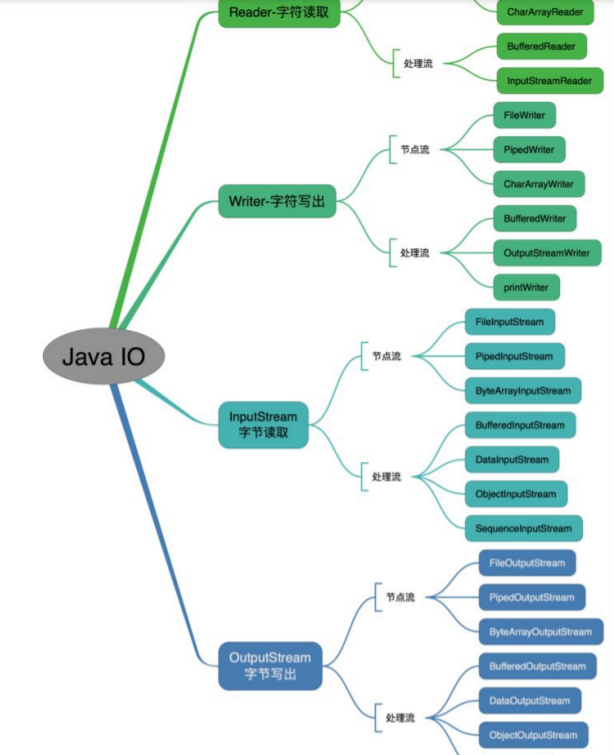 Reader-字符读取
CharArrayReader
处理流
BufferedReader
InputStreamReader
Writer-字符写出
节点流
FileWriter
PipedWriter
CharArrayWriter
处理流
BufferedWriter
OutputStreamWriter
printWriter
Java IO
InputStream
字节读取
节点流
FileInputStream
PipedInputStream
ByteArrayInputStream
处理流
BufferedInputStream
DataInputStream
ObjectInputStream
SequenceInputStream
OutputStream
字节写出
节点流
FileOutputStream
PipedOutputStream
ByteArrayOutputStream
处理流
BufferedOutputStream
DataOutputStream
ObjectOutputStream